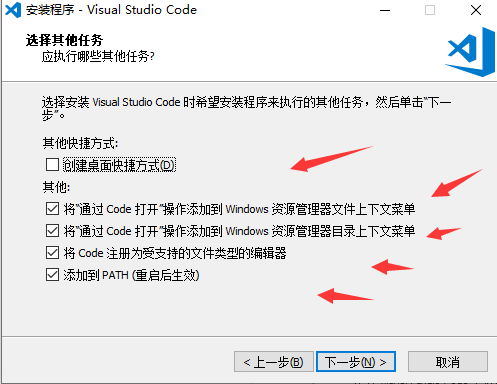 安装程序 - Visual Studio Code
选择其他任务
应执行哪些其他任务?
选择安装 Visual Studio Code 时希望安装程序来执行的其他任务，然后单击“下一
步”。
其他快捷方式:
创建桌面快捷方式(D)
其他:
将“通过 Code 打开”操作添加到 Windows 资源管理器文件上下文菜单
将“通过 Code 打开”操作添加到 Windows 资源管理器目录上下文菜单
将 Code 注册为受支持的文件类型的编辑器
添加到 PATH (重启后生效)
< 上一步(B) 下一步(N) > 取消